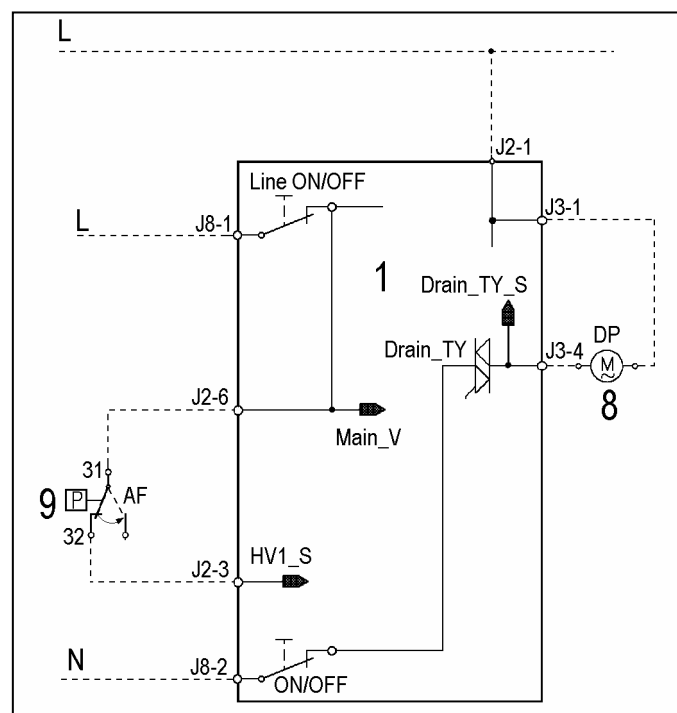 L
J2-1
Line ON/OFF
J3-1
L
J8-1
1
Drain_TY_S
Drain_TY
J3-4
DP
M
~
8
J2-6
Main_V
31
9
P
AF
32
J2-3
HV1_S
N
J8-2
ON/OFF